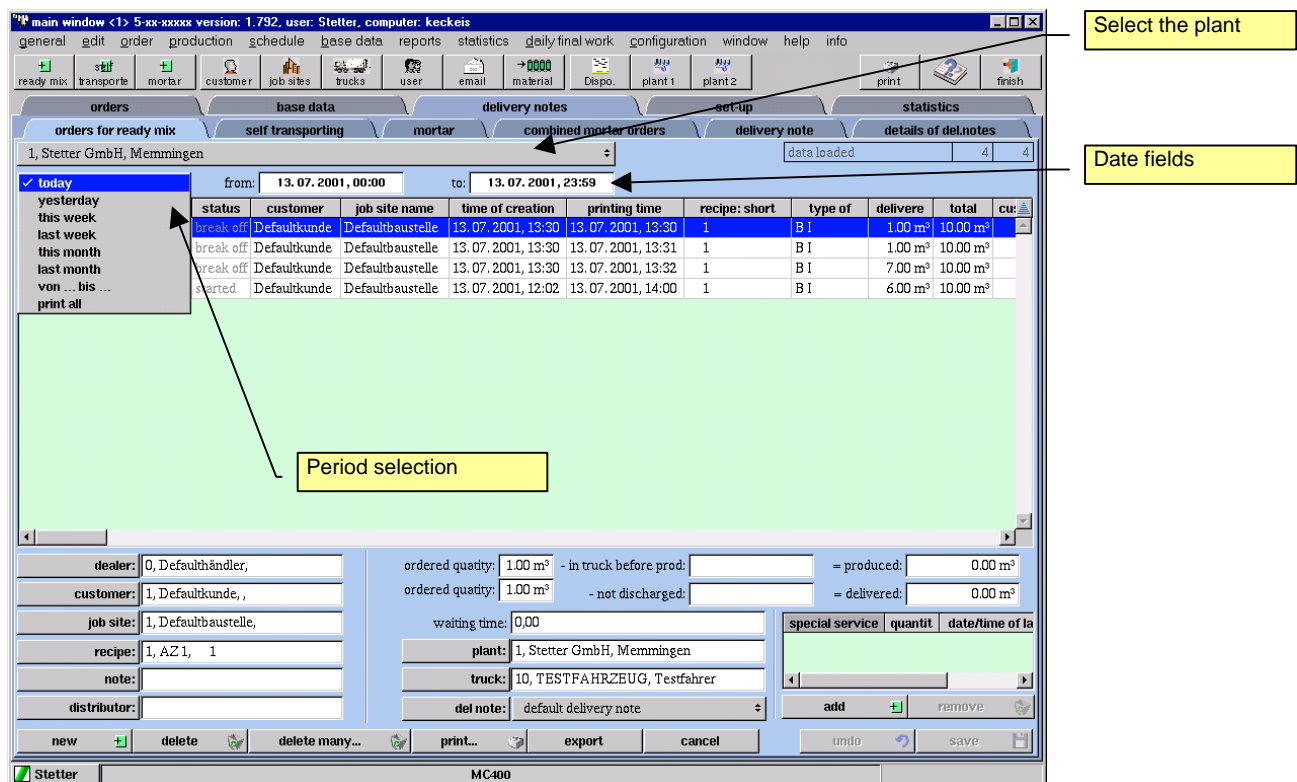 main window <1> 5-xx-xxxxx version: 1.792, user: Stetter, computer: keckeis
general edit order production schedule base data reports statistics daily final work configuration window help info
ready mix transporte mortar customer job sites trucks user email material Dispo. plant 1 plant 2 print finish
orders base data delivery notes set-up statistics
orders for ready mix self transporting mortar combined mortar orders delivery note details of del.notes
1, Stetter GmbH, Memmingen data loaded 4 4
Select the plant
Date fields
✓ today from: 13. 07. 2001, 00:00 to: 13. 07. 2001, 23:59
yesterday
this week
last week
this month
last month
von ... bis ...
print all
status customer job site name time of creation printing time recipe: short type of delivere total cu:
break off Defaultkunde Defaultbaustelle 13. 07. 2001, 13:30 13. 07. 2001, 13:30 1 B I 1.00 m³ 10.00 m³
break off Defaultkunde Defaultbaustelle 13. 07. 2001, 13:30 13. 07. 2001, 13:31 1 B I 1.00 m³ 10.00 m³
break off Defaultkunde Defaultbaustelle 13. 07. 2001, 13:30 13. 07. 2001, 13:32 1 B I 7.00 m³ 10.00 m³
started Defaultkunde Defaultbaustelle 13. 07. 2001, 12:02 13. 07. 2001, 14:00 1 B I 6.00 m³ 10.00 m³
Period selection
dealer: 0, Defaulthändler, ordered quatity: 1.00 m³ - in truck before prod: = produced: 0.00 m³
customer: 1, Defaultkunde, , ordered quatity: 1.00 m³ - not discharged: = delivered: 0.00 m³
job site: 1, Defaultbaustelle, waiting time: 0,00 special service quantit date/time of la
recipe: 1, AZ 1, 1 plant: 1, Stetter GmbH, Memmingen
note: truck: 10, TESTFAHRZEUG, Testfahrer
distributor: del note: default delivery note add remove
new delete delete many... print... export cancel undo save
Stetter MC400